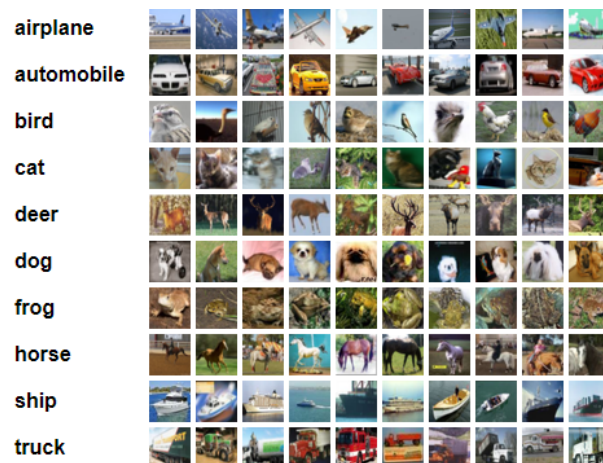 airplane
automobile
bird
cat
deer
dog
frog
horse
ship
truck